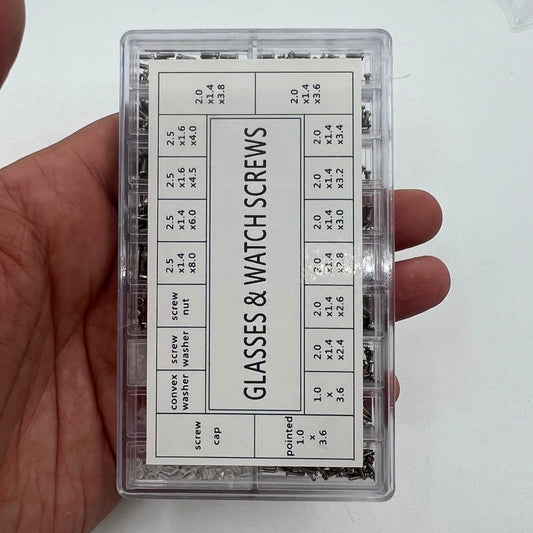 2.0
x1.4
x3.8
2.0
x1.4
x3.6
2.5
x1.6
x4.0
2.5
x1.6
x4.5
2.5
x1.4
x6.0
2.5
x1.4
x8.0
screw
nut
screw
washer
convex
washer
GLASSES & WATCH SCREWS
2.0
x1.4
x3.4
2.0
x1.4
x3.2
2.0
x1.4
x3.0
2.0
x1.4
x2.8
2.0
x1.4
x2.6
2.0
x1.4
x2.4
1.0
x
3.6
screw
cap
pointed
1.0
x
3.6